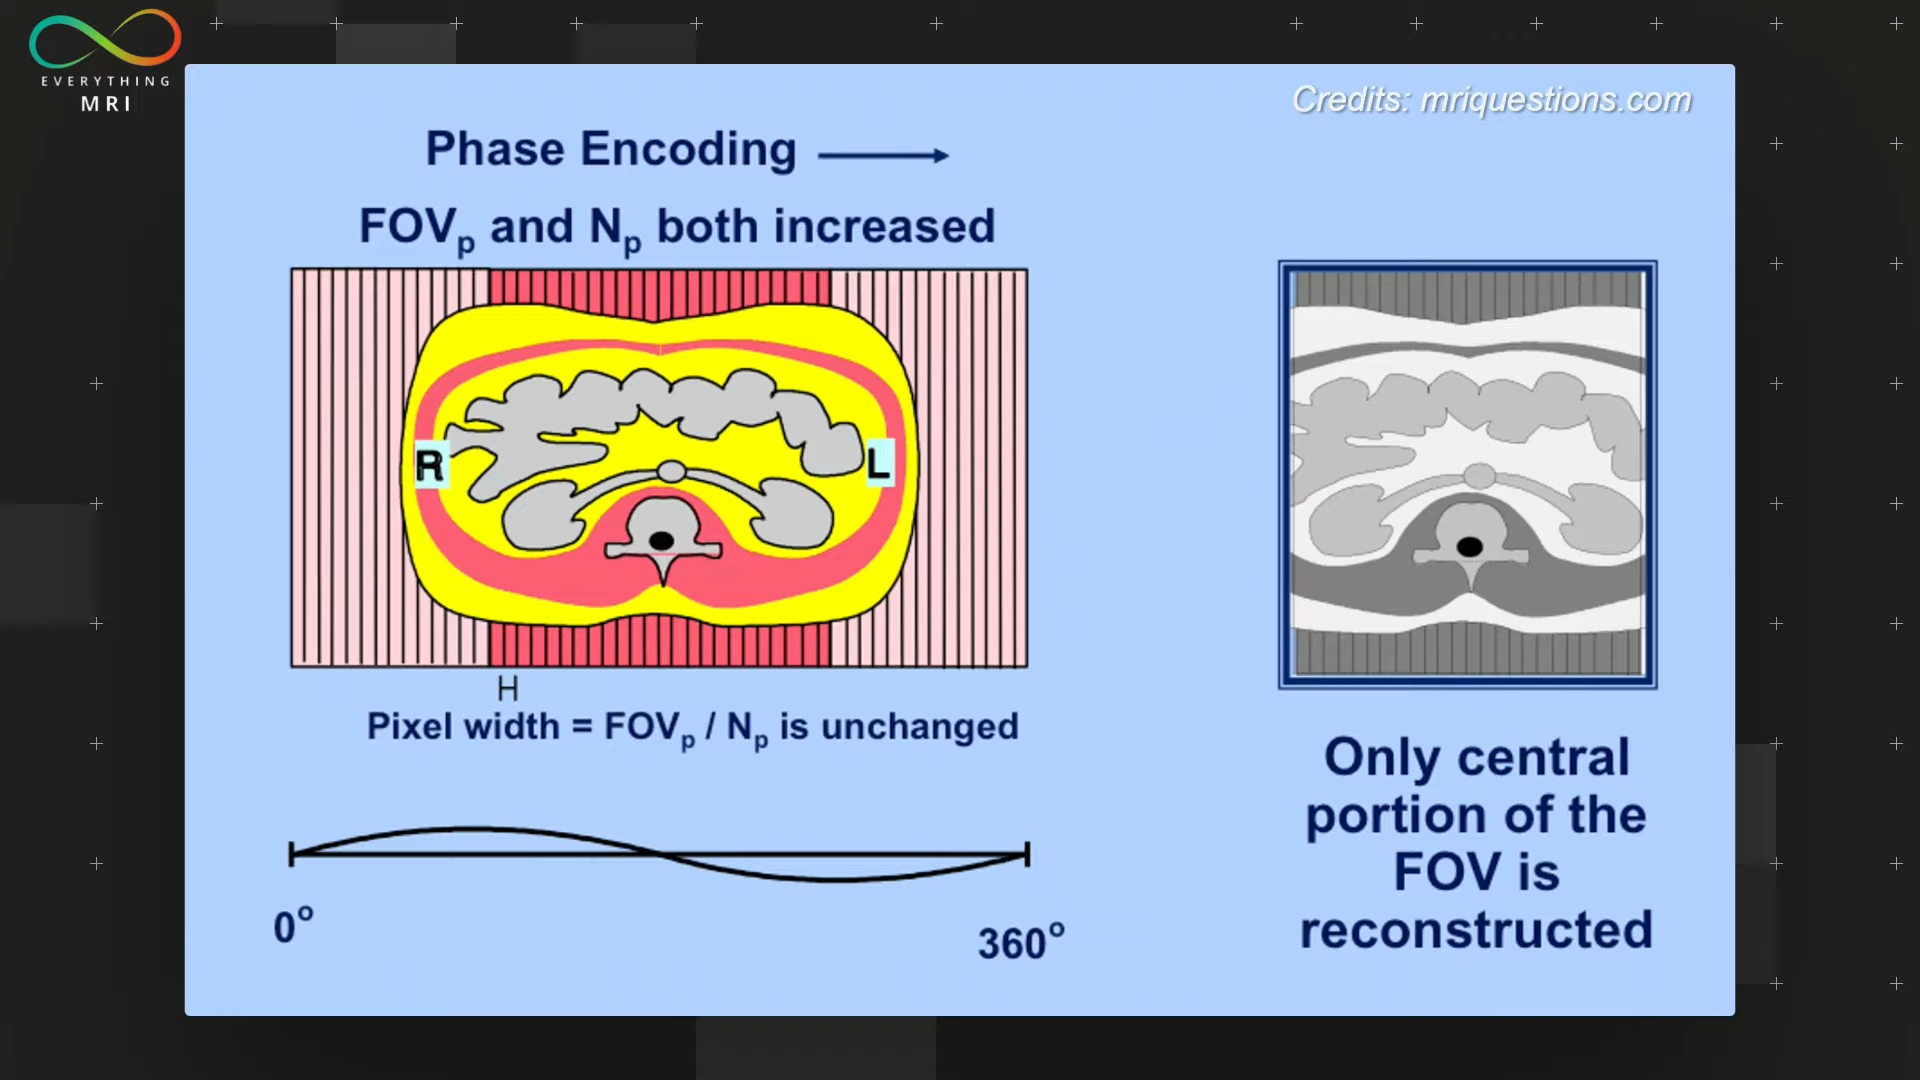 EVERYTHING
MRI
Credits: mriquestions.com
Phase Encoding
FOVp and Np both increased
R
L
H
Pixel width = FOVp / Np is unchanged
Only central
portion of the
FOV is
reconstructed
0°
360°